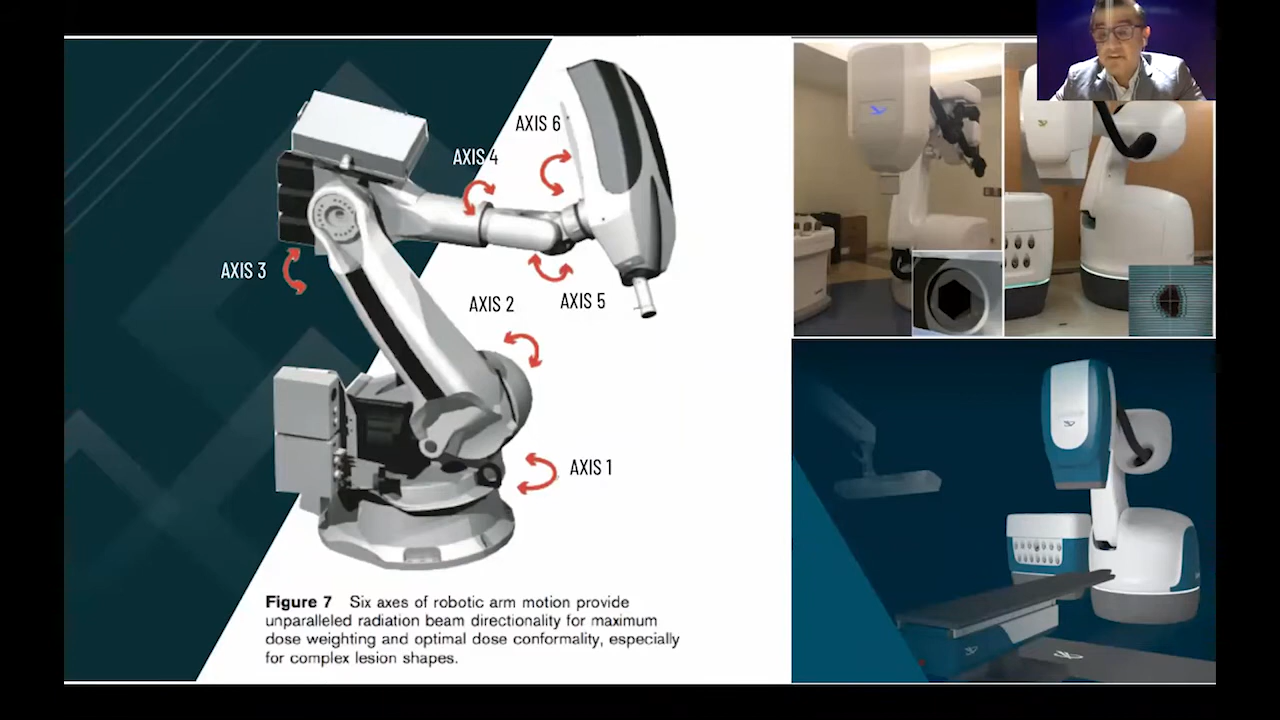 AXIS 6
AXIS 4
AXIS 3
AXIS 5
AXIS 2
AXIS 1
Figure 7 Six axes of robotic arm motion provide
unparalleled radiation beam directionality for maximum
dose weighting and optimal dose conformality, especially
for complex lesion shapes.